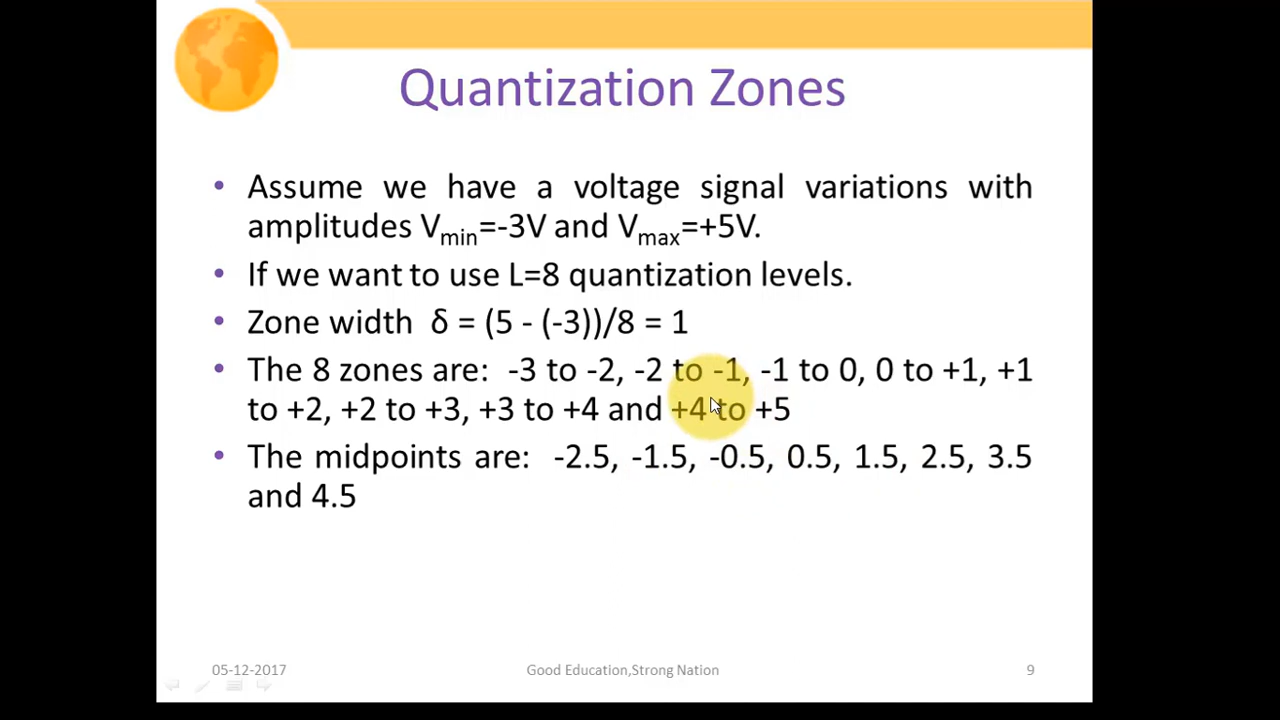 Quantization Zones
• Assume we have a voltage signal variations with
amplitudes Vmin=-3V and Vmax=+5V.
• If we want to use L=8 quantization levels.
• Zone width δ = (5 - (-3))/8 = 1
• The 8 zones are: -3 to -2, -2 to -1, -1 to 0, 0 to +1, +1
to +2, +2 to +3, +3 to +4 and +4 to +5
• The midpoints are: -2.5, -1.5, -0.5, 0.5, 1.5, 2.5, 3.5
and 4.5
05-12-2017
Good Education,Strong Nation
9